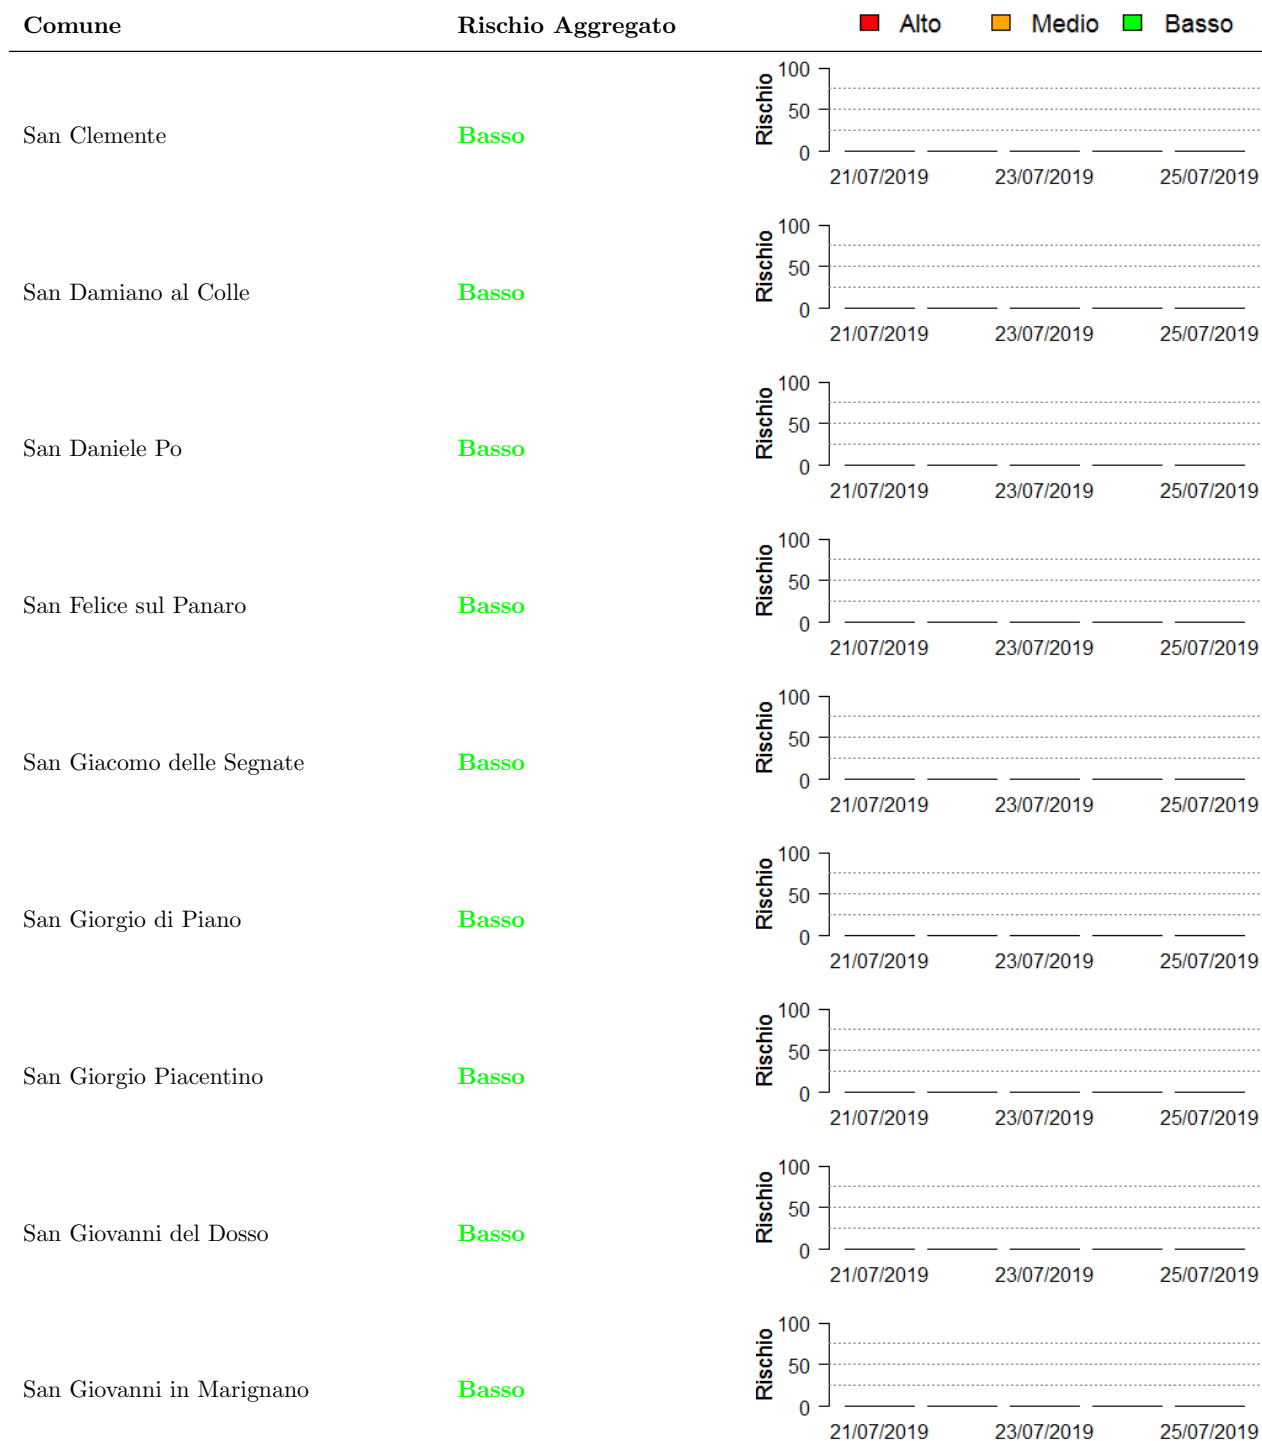 Comune Rischio Aggregato Alto Medio Basso
100
50
0
Rischio
San Clemente Basso
21/07/2019 23/07/2019 25/07/2019
100
50
0
Rischio
San Damiano al Colle Basso
21/07/2019 23/07/2019 25/07/2019
100
50
0
Rischio
San Daniele Po Basso
21/07/2019 23/07/2019 25/07/2019
100
50
0
Rischio
San Felice sul Panaro Basso
21/07/2019 23/07/2019 25/07/2019
100
50
0
Rischio
San Giacomo delle Segnate Basso
21/07/2019 23/07/2019 25/07/2019
100
50
0
Rischio
San Giorgio di Piano Basso
21/07/2019 23/07/2019 25/07/2019
100
50
0
Rischio
San Giorgio Piacentino Basso
21/07/2019 23/07/2019 25/07/2019
100
50
0
Rischio
San Giovanni del Dosso Basso
21/07/2019 23/07/2019 25/07/2019
100
50
0
Rischio
San Giovanni in Marignano Basso
21/07/2019 23/07/2019 25/07/2019